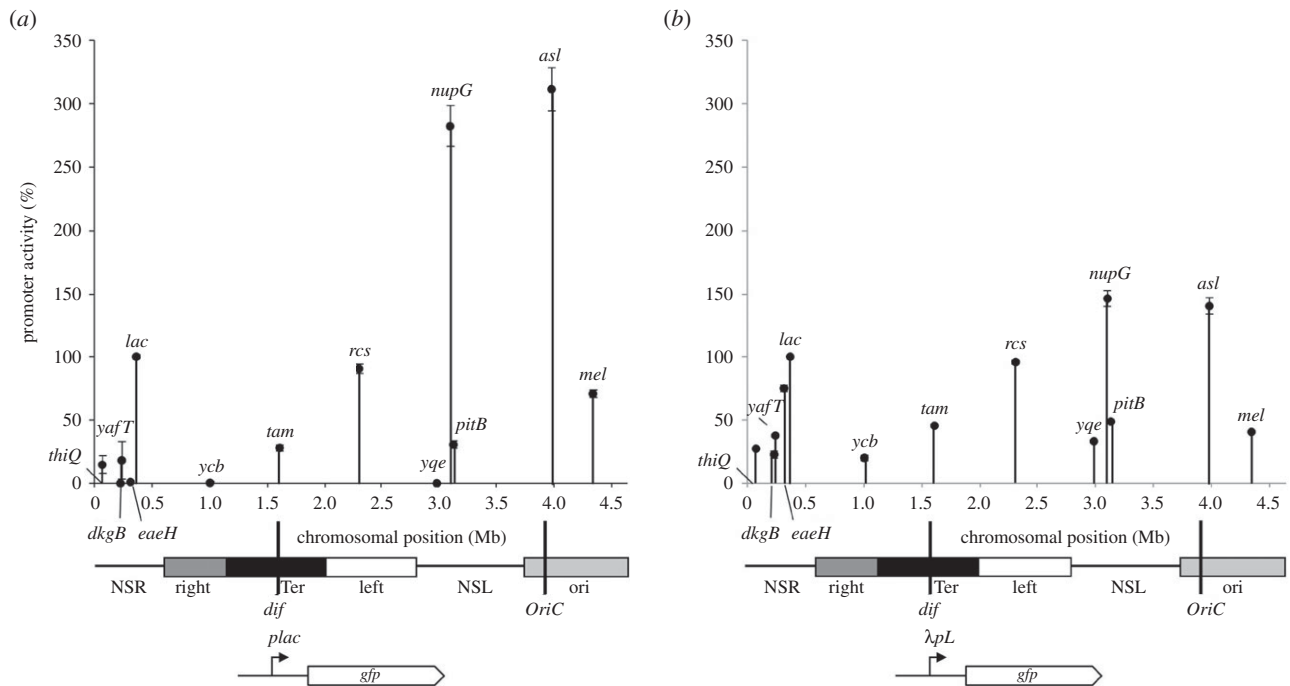 (a)
350
300
250
200
150
100
50
0
promoter activity (%)
thiQ
yafT
dkgB
eaeH
lac
ycb
tam
rcs
yqe
nupG
pitB
asl
mel
0 0.5 1.0 1.5 2.0 2.5 3.0 3.5 4.0 4.5
chromosomal position (Mb)
NSR right Ter left NSL ori
dif OriC
plac
gfp
(b)
350
300
250
200
150
100
50
0
thiQ
yafT
dkgB
eaeH
lac
ycb
tam
rcs
yqe
nupG
pitB
asl
mel
0 0.5 1.0 1.5 2.0 2.5 3.0 3.5 4.0 4.5
chromosomal position (Mb)
NSR right Ter left NSL ori
dif OriC
λpL
gfp